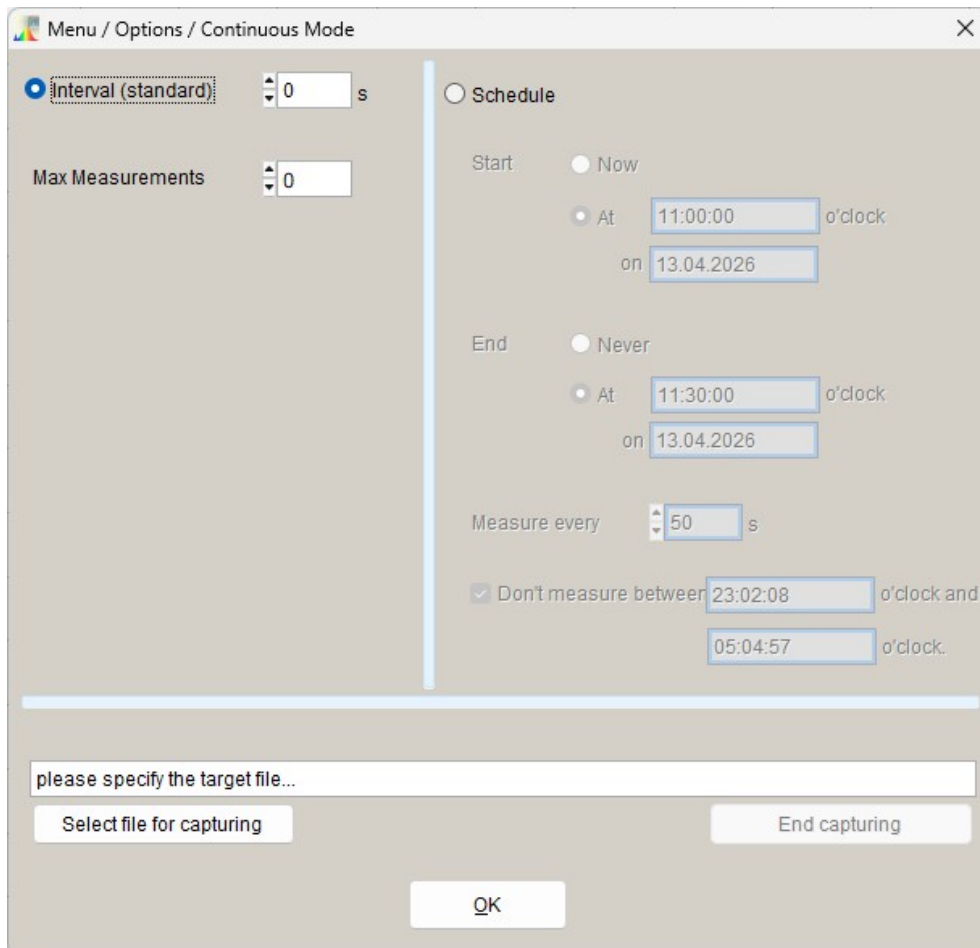 Menu / Options / Continuous Mode
Interval (standard) 0 s
Max Measurements 0
Schedule
Start Now
At 11:00:00 o'clock
on 13.04.2026
End Never
At 11:30:00 o'clock
on 13.04.2026
Measure every 50 s
Don't measure between 23:02:08 o'clock and
05:04:57 o'clock.
please specify the target file...
Select file for capturing
End capturing
OK